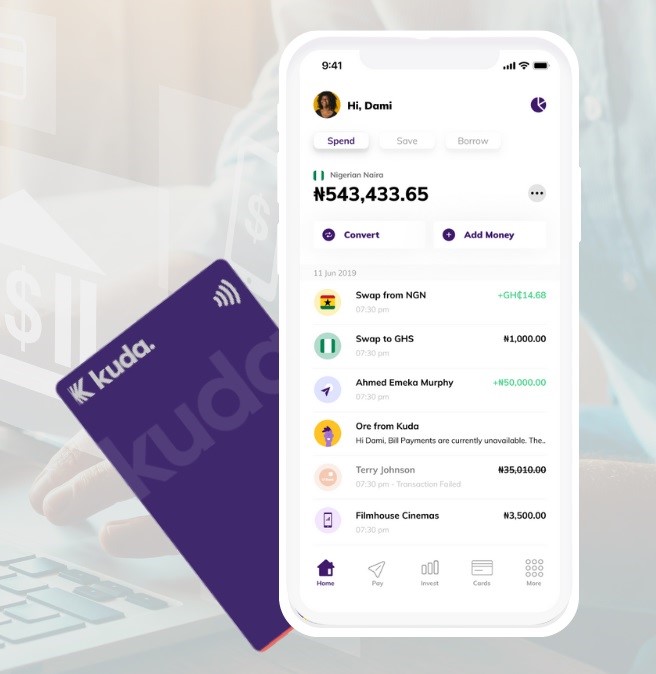 9:41
Hi, Dami
Spend Save Borrow
Nigerian Naira
₦543,433.65
Convert Add Money
11 Jun 2019
Swap from NGN +GH₵14.68
07:30 pm
Swap to GHS ₦1,000.00
07:30 pm
Ahmed Emeka Murphy +₦50,000.00
07:30 pm
Ore from Kuda
Hi Dami, Bill Payments are currently unavailable. The..
Terry Johnson ₦35,010.00
07:30 pm - Transaction Failed
Filmhouse Cinemas ₦3,500.00
07:30 pm
Home Pay Invest Cards More
kuda.
kuda
$
$